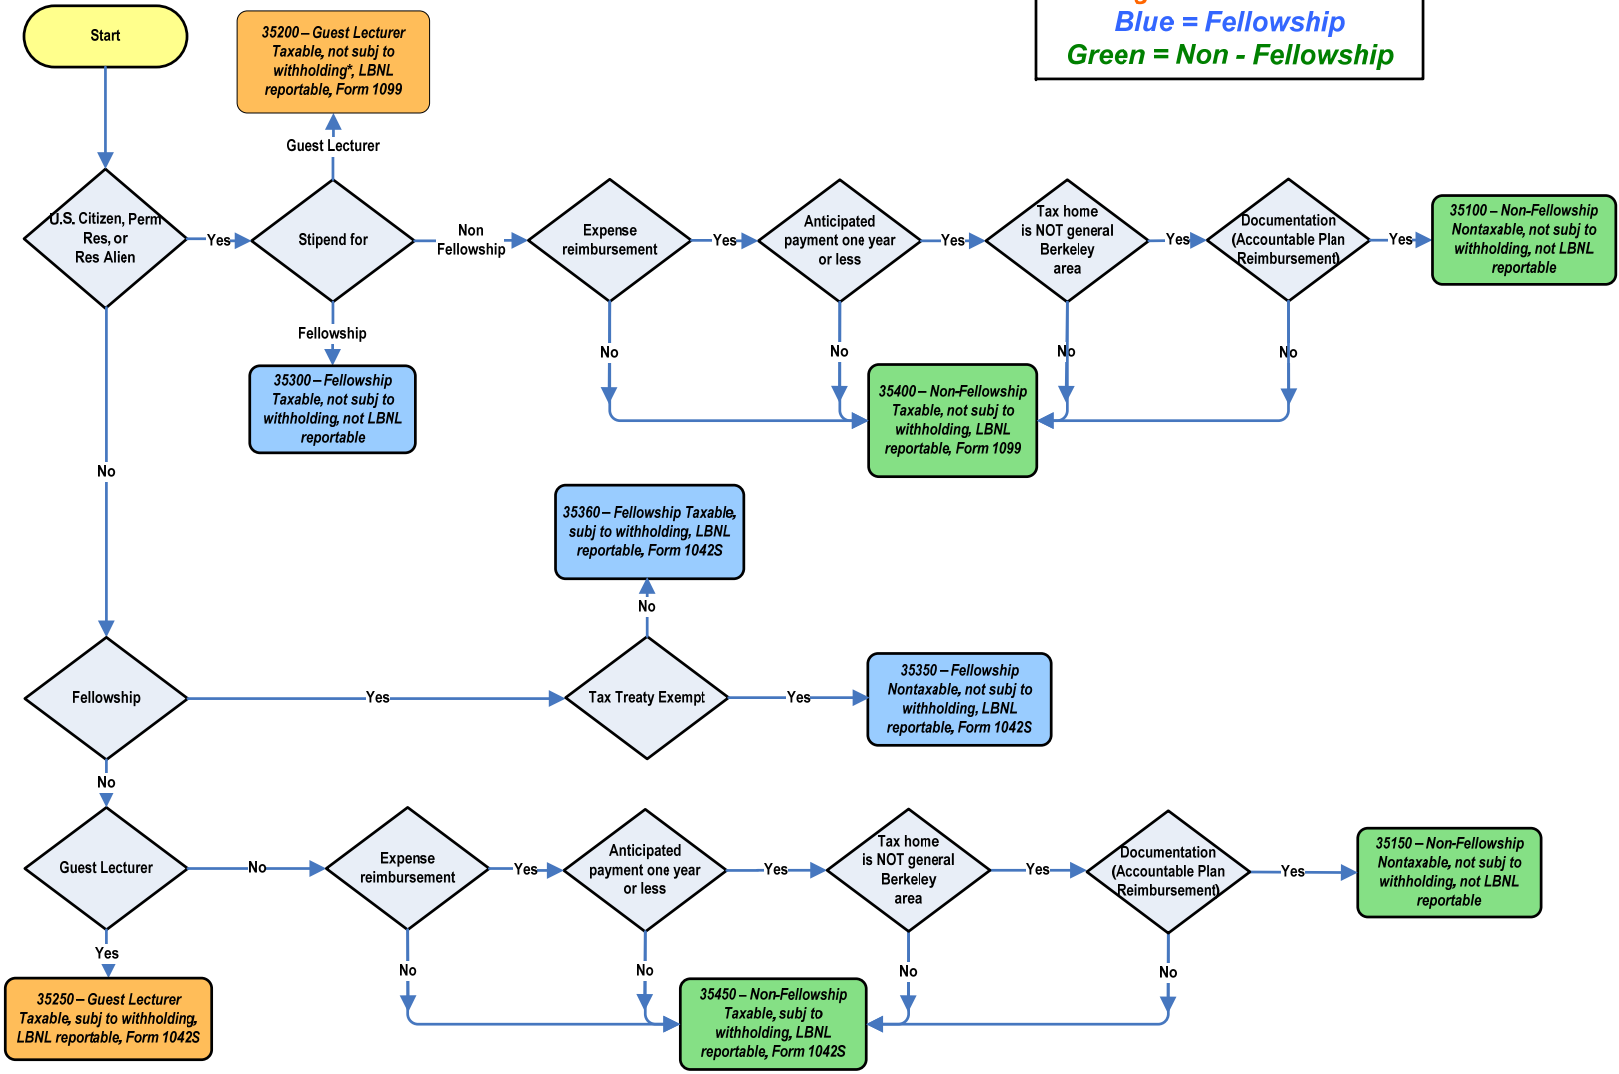 Blue = Fellowship
Green = Non - Fellowship
Start
35200 – Guest Lecturer
Taxable, not subj to
withholding*, LBNL
reportable, Form 1099
Guest Lecturer
U.S. Citizen, Perm
Res, or
Res Alien
Yes
Stipend for
Non
Fellowship
Expense
reimbursement
Yes
Anticipated
payment one year
or less
Yes
Tax home
is NOT general
Berkeley
area
Yes
Documentation
(Accountable Plan
Reimbursement)
Yes
35100 – Non-Fellowship
Nontaxable, not subj to
withholding, not LBNL
reportable
Fellowship
No
No
No
No
35300 – Fellowship
Taxable, not subj to
withholding, not LBNL
reportable
35400 – Non-Fellowship
Taxable, not subj to
withholding, LBNL
reportable, Form 1099
No
35360 – Fellowship Taxable,
subj to withholding, LBNL
reportable, Form 1042S
No
Fellowship
Yes
Tax Treaty Exempt
Yes
35350 – Fellowship
Nontaxable, not subj to
withholding, LBNL
reportable, Form 1042S
No
Guest Lecturer
No
Expense
reimbursement
Yes
Anticipated
payment one year
or less
Yes
Tax home
is NOT general
Berkeley
area
Yes
Documentation
(Accountable Plan
Reimbursement)
Yes
35150 – Non-Fellowship
Nontaxable, not subj to
withholding, not LBNL
reportable
Yes
No
No
No
No
35250 – Guest Lecturer
Taxable, subj to withholding,
LBNL reportable, Form 1042S
35450 – Non-Fellowship
Taxable, subj to
withholding, LBNL
reportable, Form 1042S